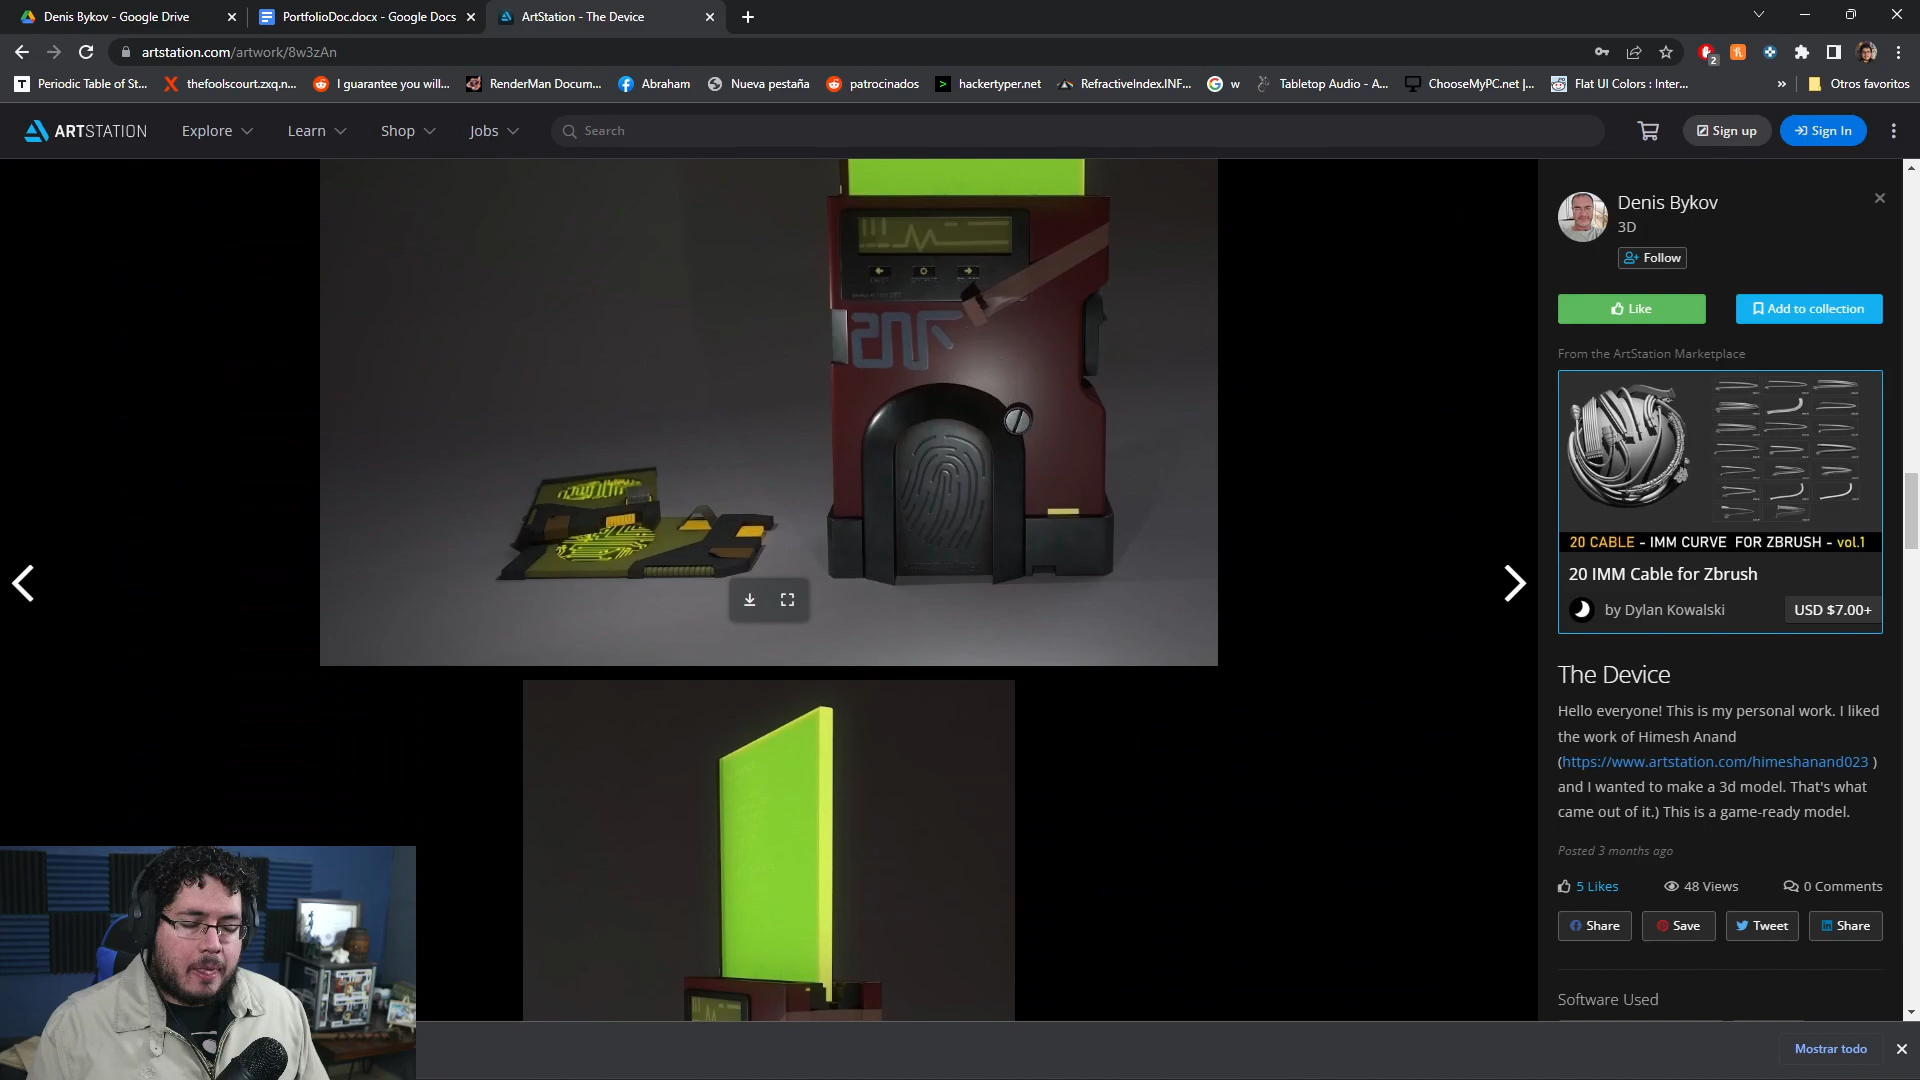 Denis Bykov - Google Drive
PortfolioDoc.docx - Google Docs
ArtStation - The Device
artstation.com/artwork/8w3zAn
2
Periodic Table of St...
thefoolscourt.zxq.n...
I guarantee you will...
RenderMan Docum...
Abraham
Nueva pestaña
patrocinados
hackertyper.net
RefractiveIndex.INF...
w
Tabletop Audio - A...
ChooseMyPC.net |...
Flat UI Colors : Inter...
»
Otros favoritos
ARTSTATION
Explore
Learn
Shop
Jobs
Search
Sign up
Sign In
Denis Bykov
3D
Follow
Like
Add to collection
From the ArtStation Marketplace
20 CABLE - IMM CURVE FOR ZBRUSH - vol.1
20 IMM Cable for Zbrush
by Dylan Kowalski
USD $7.00+
The Device
Hello everyone! This is my personal work. I liked
the work of Himesh Anand
(https://www.artstation.com/himeshanand023 )
and I wanted to make a 3d model. That's what
came out of it.) This is a game-ready model.
Posted 3 months ago
5 Likes
48 Views
0 Comments
Share
Save
Tweet
Share
Software Used
Mostrar todo